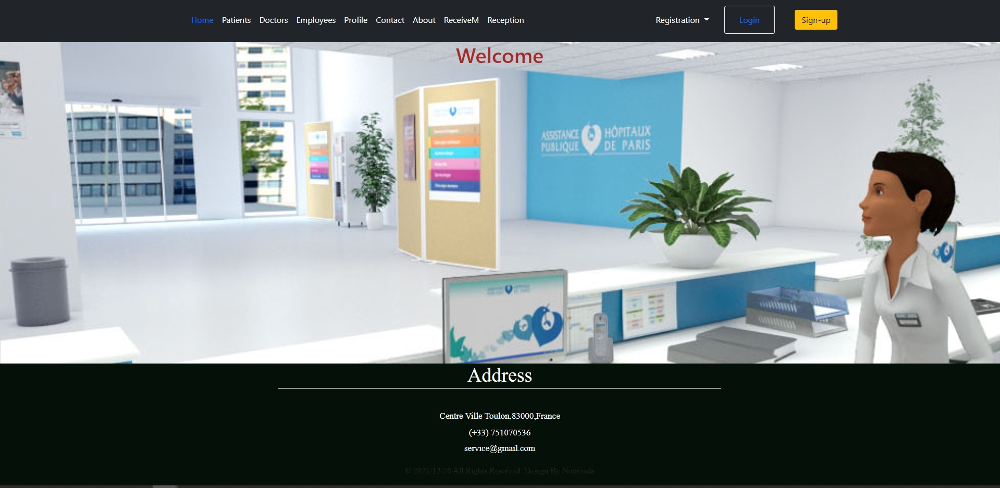 Home Patients Doctors Employees Profile Contact About ReceiveM Reception Registration Login Sign-up
Welcome
ASSISTANCE HÔPITAUX
PUBLIQUE DE PARIS
Address
Centre Ville Toulon,83000,France
(+33) 751070536
service@gmail.com
© 2021/12/26 All Rights Reserved. Design By Noorzada